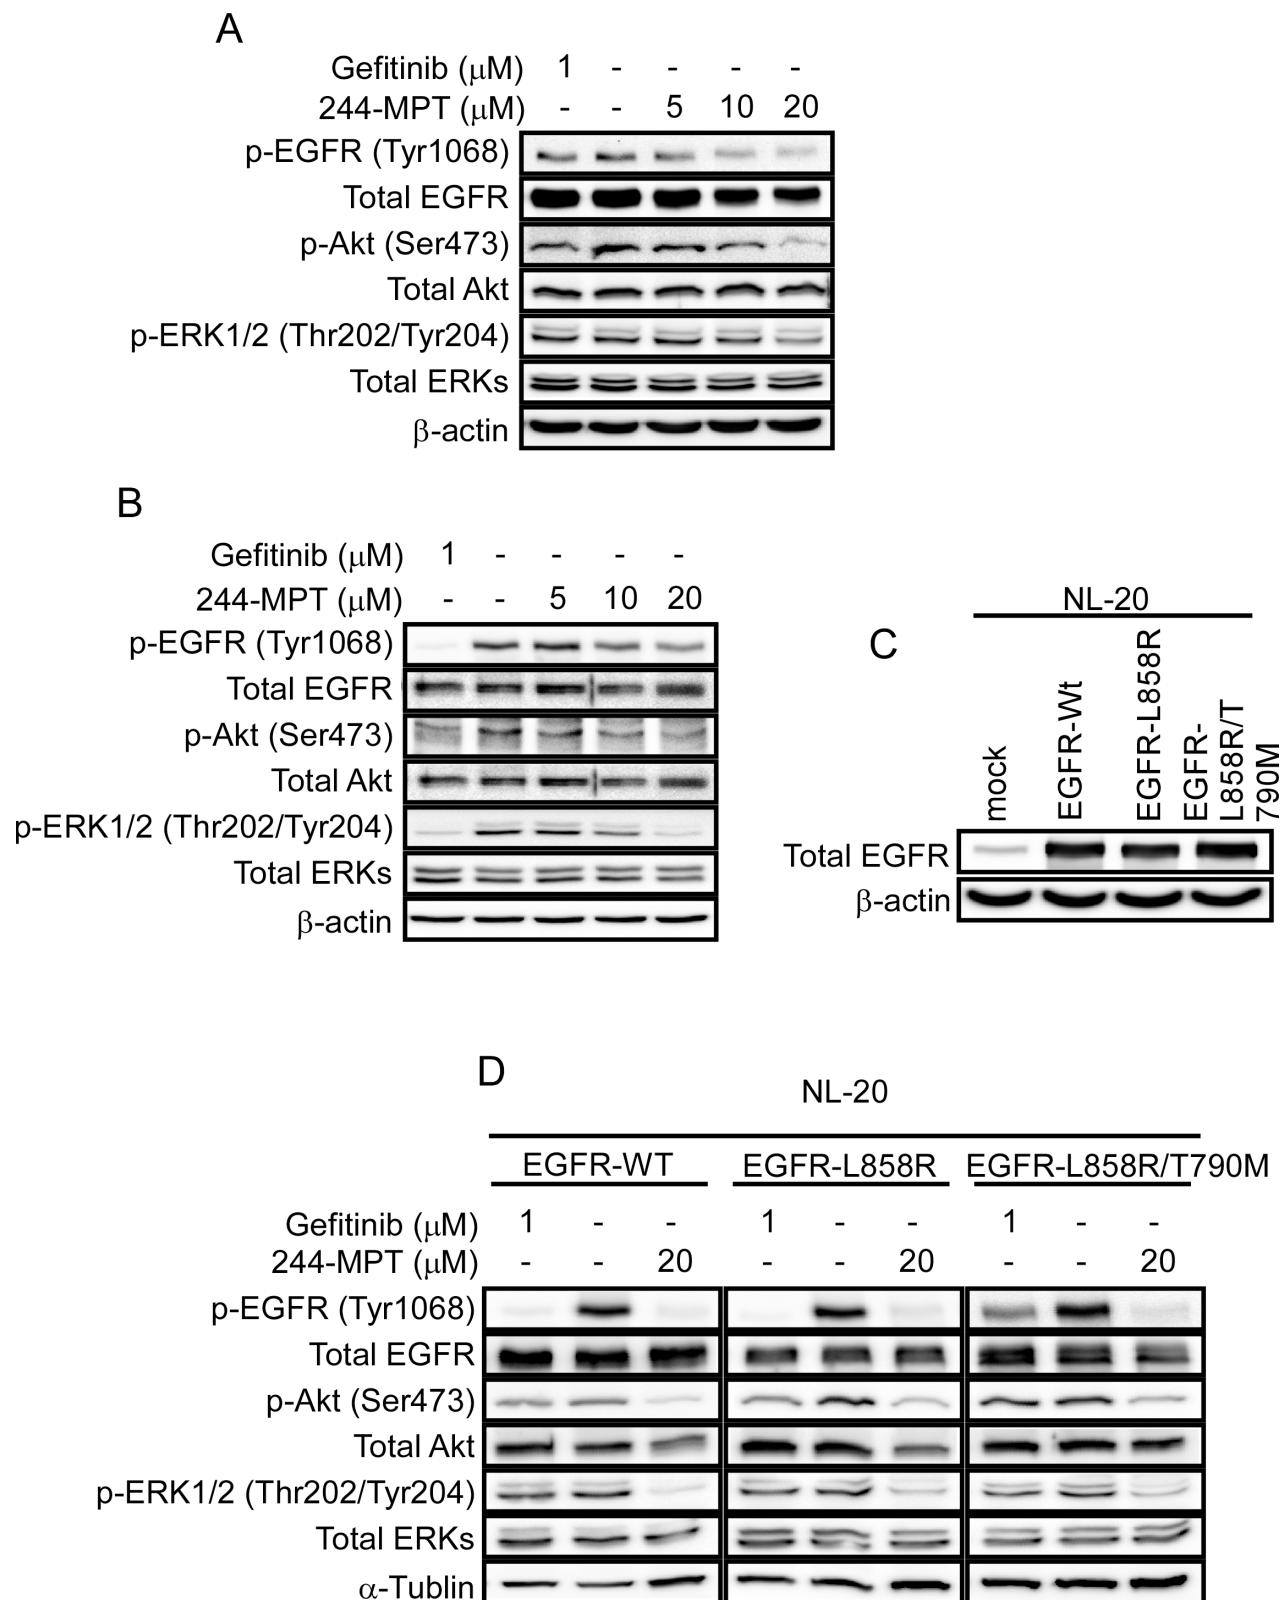 A
Gefitinib (μM) 1 - - - -
244-MPT (μM) - - 5 10 20
p-EGFR (Tyr1068)
Total EGFR
p-Akt (Ser473)
Total Akt
p-ERK1/2 (Thr202/Tyr204)
Total ERKs
β-actin
B
Gefitinib (μM) 1 - - - -
244-MPT (μM) - - 5 10 20
p-EGFR (Tyr1068)
Total EGFR
p-Akt (Ser473)
Total Akt
p-ERK1/2 (Thr202/Tyr204)
Total ERKs
β-actin
C
NL-20
mock
EGFR-Wt
EGFR-L858R
EGFR-
L858R/T
790M
Total EGFR
β-actin
D
NL-20
EGFR-WT EGFR-L858R EGFR-L858R/T790M
Gefitinib (μM) 1 - - 1 - - 1 - -
244-MPT (μM) - - 20 - - 20 - - 20
p-EGFR (Tyr1068)
Total EGFR
p-Akt (Ser473)
Total Akt
p-ERK1/2 (Thr202/Tyr204)
Total ERKs
α-Tublin